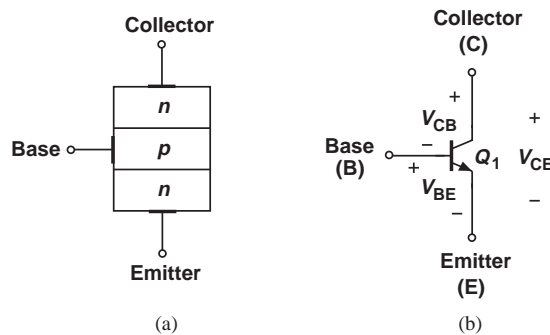 Collector
n
p
n
Base
Emitter
(a)
Collector
(C)
+
V_CB
−
Base
(B)
+
V_BE
−
Q_1
+
V_CE
−
Emitter
(E)
(b)